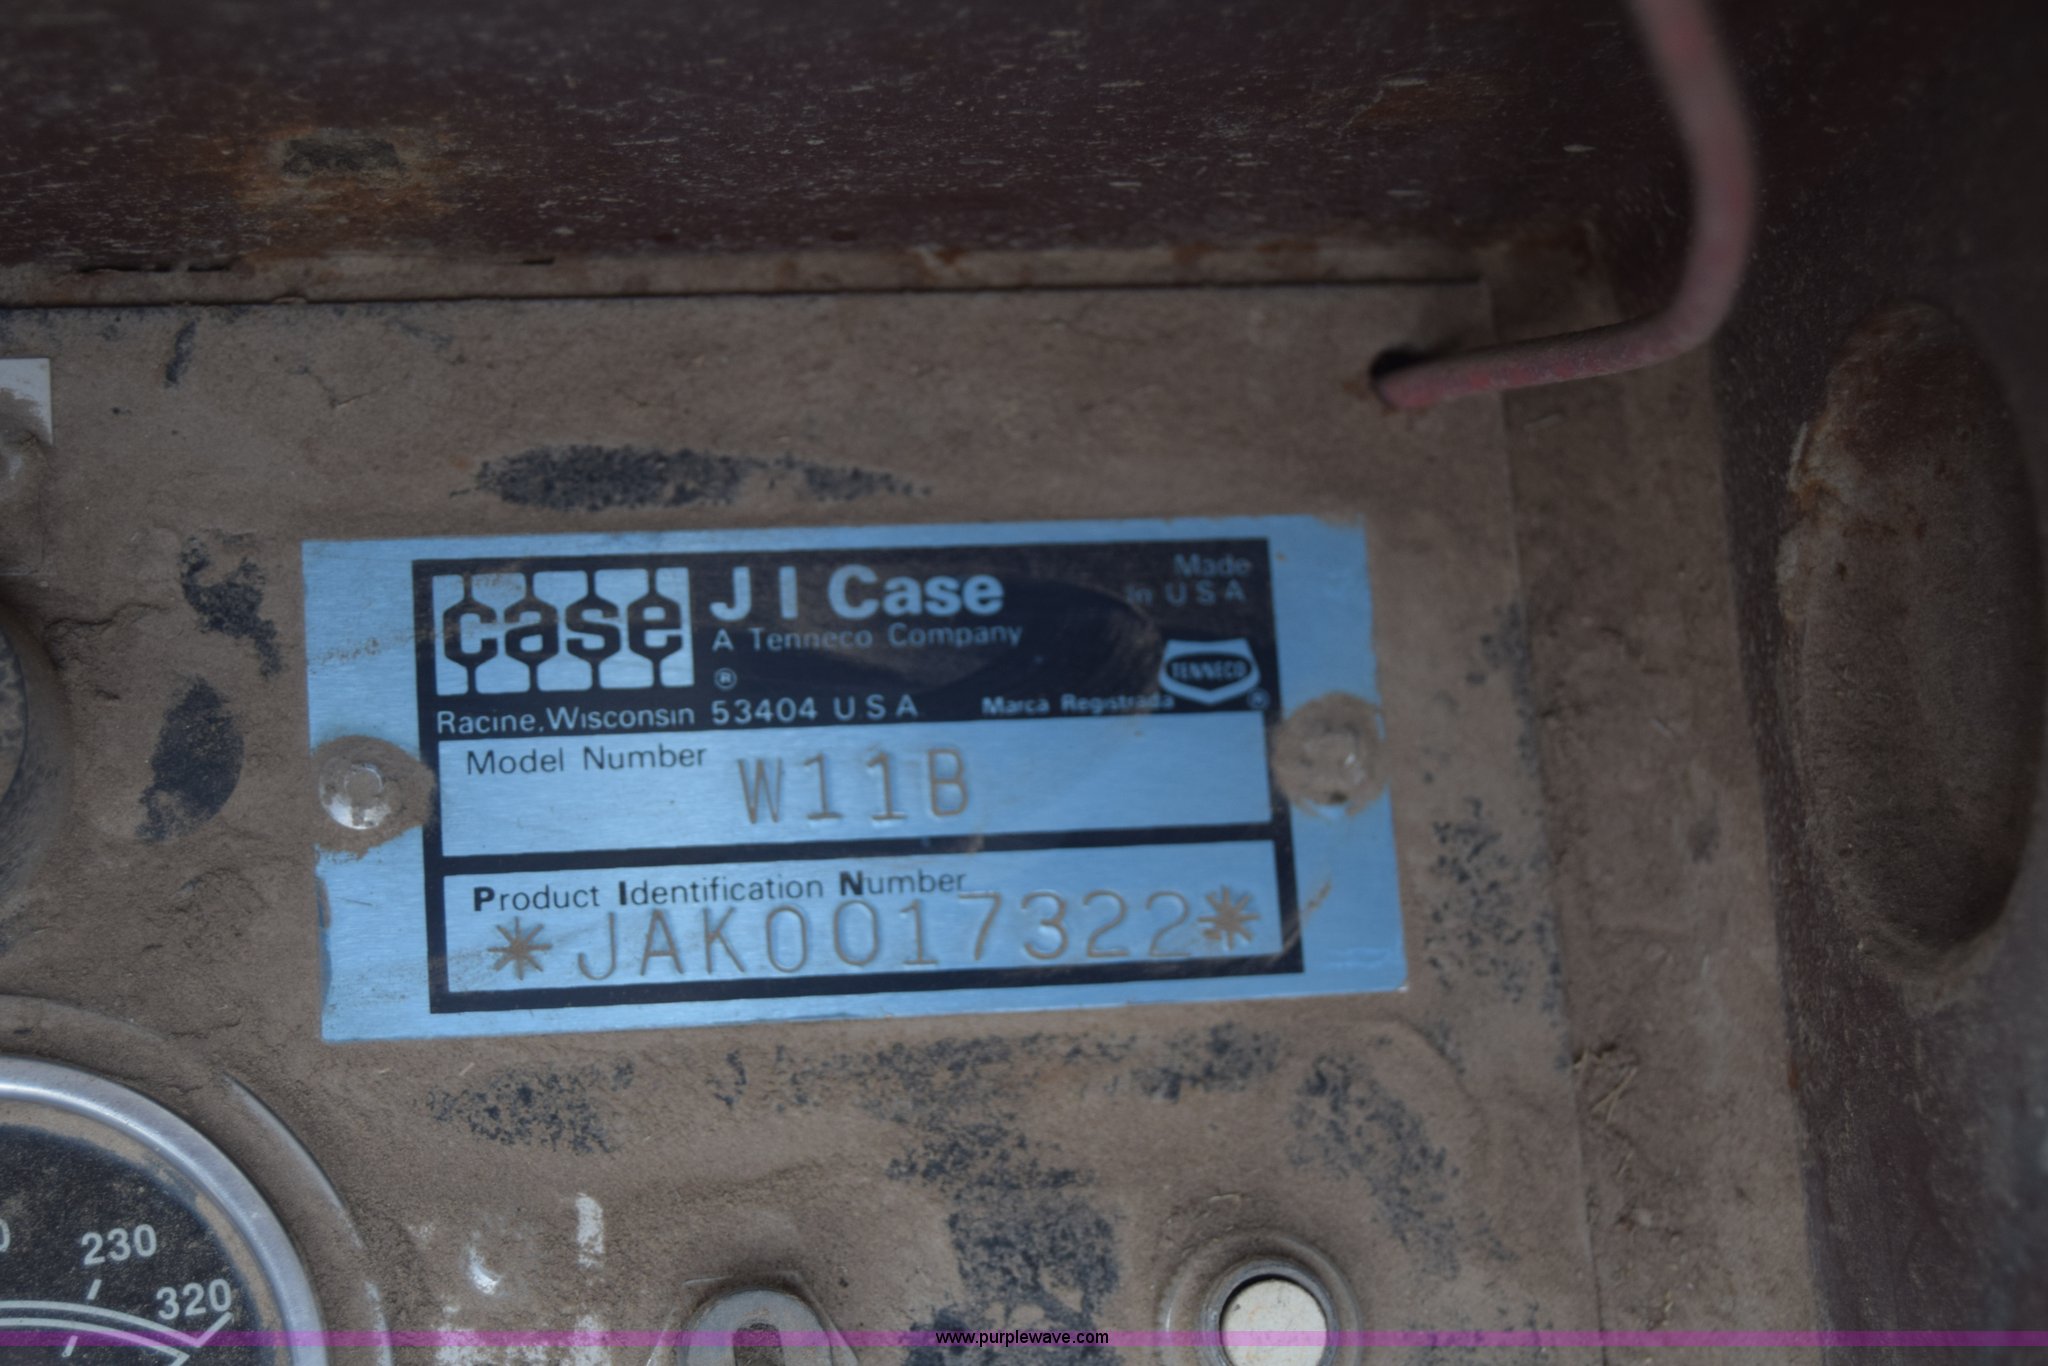 case
J I Case
Made
in U S A
A Tenneco Company
®
TENNECO
®
Racine, Wisconsin 53404 U.S.A.
Marca Registrada
Model Number
W11B
Product Identification Number
*JAK0017322*
230
320
www.purplewave.com